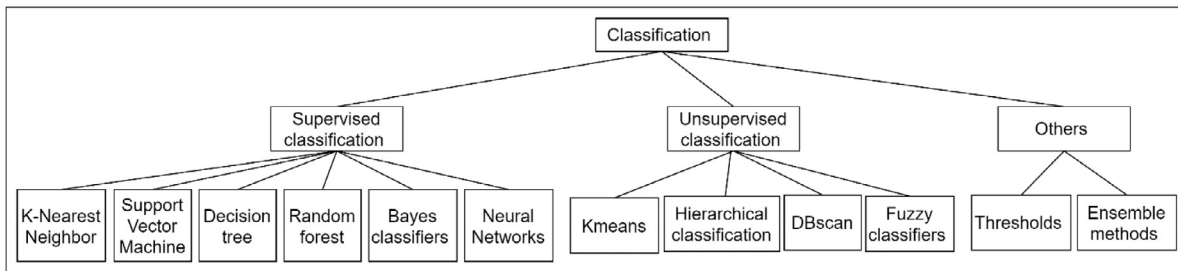 Classification
Supervised
classification
Unsupervised
classification
Others
K-Nearest
Neighbor
Support
Vector
Machine
Decision
tree
Random
forest
Bayes
classifiers
Neural
Networks
Kmeans
Hierarchical
classification
DBscan
Fuzzy
classifiers
Thresholds
Ensemble
methods